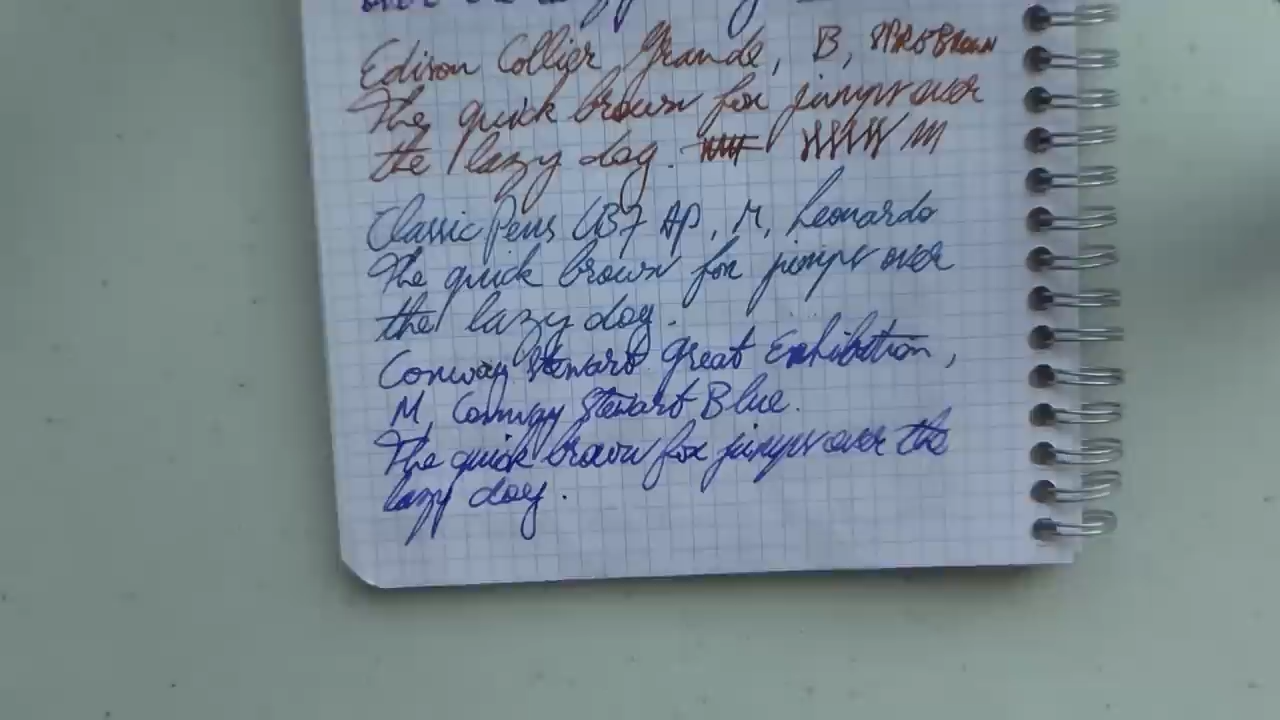 Edison Collier Grande, B,
The quick brown fox jumps over
the lazy dog.
Classic Pens LB7 AP, M, Leonardo
The quick brown fox jumps over
the lazy dog.
Conway Stewart Great Exhibition,
M, Conway Stewart Blue.
The quick brown fox jumps over the
lazy dog.